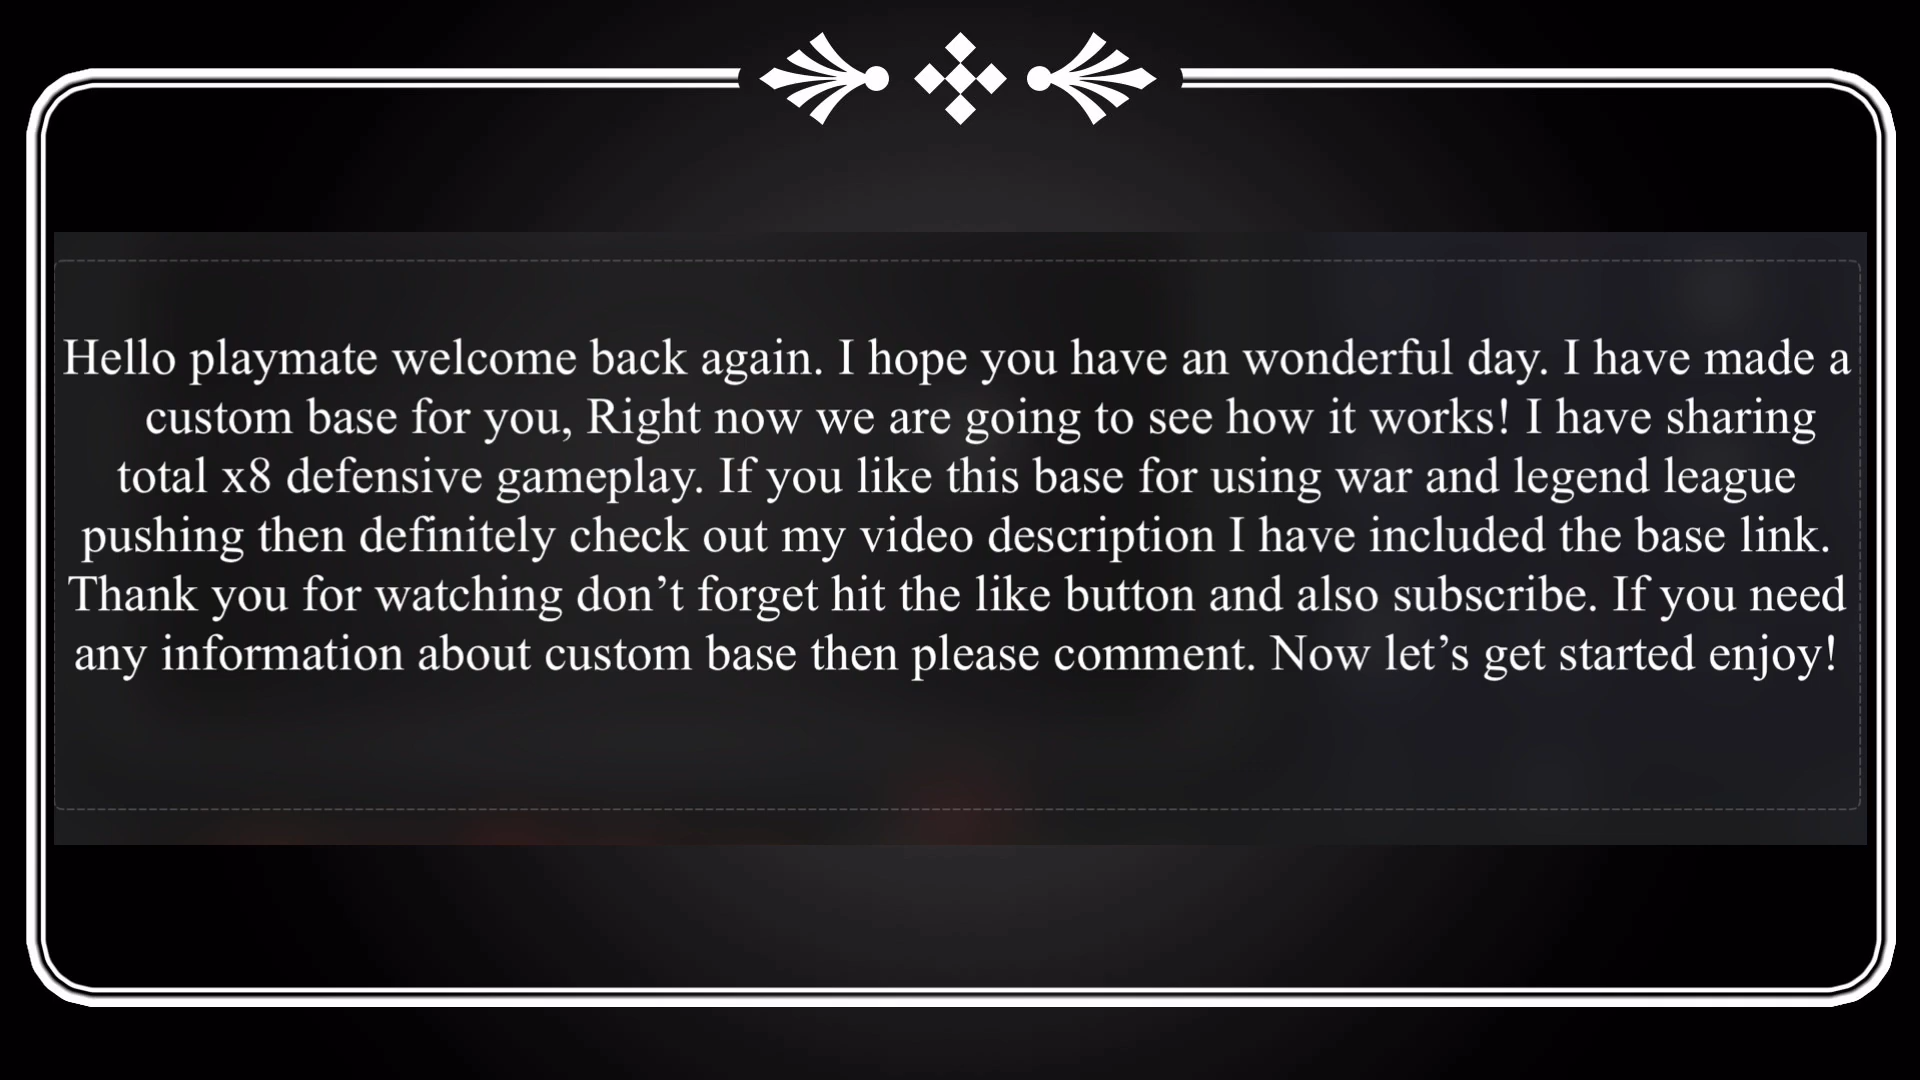 Hello playmate welcome back again. I hope you have an wonderful day. I have made a
custom base for you, Right now we are going to see how it works! I have sharing
total x8 defensive gameplay. If you like this base for using war and legend league
pushing then definitely check out my video description I have included the base link.
Thank you for watching don’t forget hit the like button and also subscribe. If you need
any information about custom base then please comment. Now let’s get started enjoy!